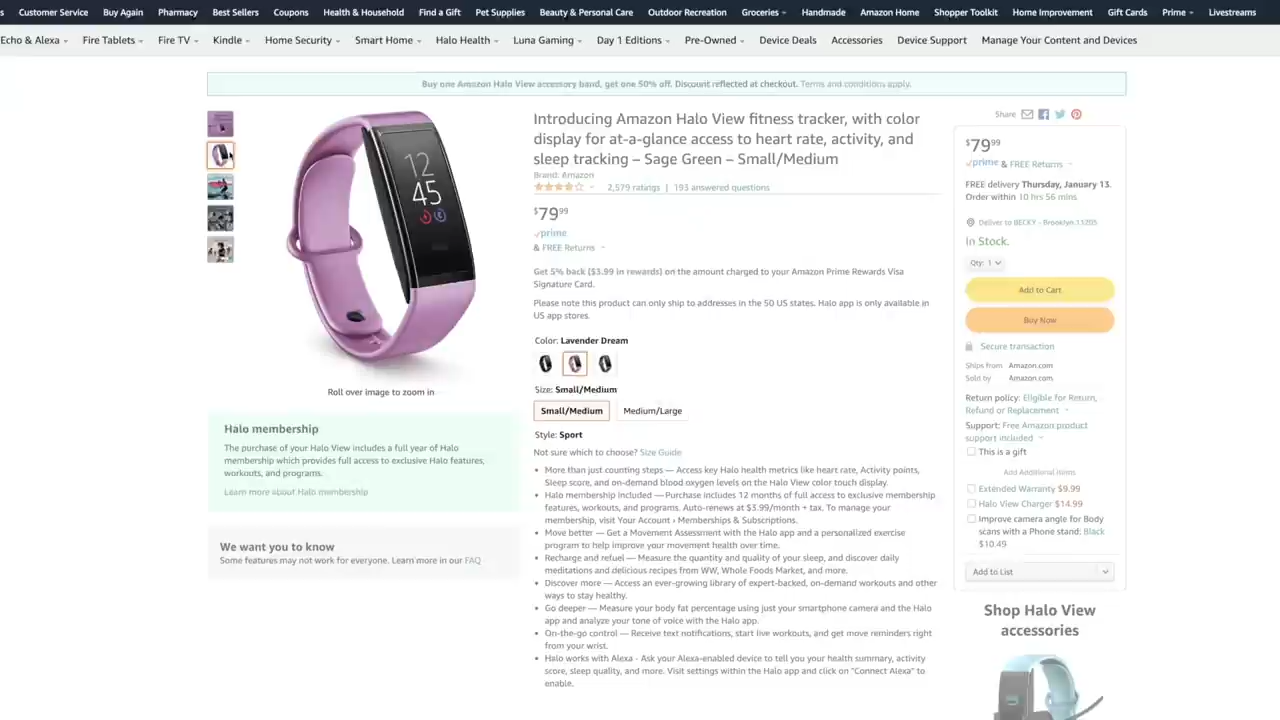 s Customer Service Buy Again Pharmacy Best Sellers Coupons Health & Household Find a Gift Pet Supplies Beauty & Personal Care Outdoor Recreation Groceries Handmade Amazon Home Shopper Toolkit Home Improvement Gift Cards Prime Livestreams
Echo & Alexa Fire Tablets Fire TV Kindle Home Security Smart Home Halo Health Luna Gaming Day 1 Editions Pre-Owned Device Deals Accessories Device Support Manage Your Content and Devices
Buy one Amazon Halo View accessory band, get one 50% off. Discount reflected at checkout. Terms and conditions apply.
12
45
Roll over image to zoom in
Halo membership
The purchase of your Halo View includes a full year of Halo
membership which provides full access to exclusive Halo features,
workouts, and programs.
Learn more about Halo membership
We want you to know
Some features may not work for everyone. Learn more in our FAQ
Introducing Amazon Halo View fitness tracker, with color
display for at-a-glance access to heart rate, activity, and
sleep tracking – Sage Green – Small/Medium
Brand: Amazon
2,579 ratings | 193 answered questions
$79 99
prime
& FREE Returns
Get 5% back ($3.99 in rewards) on the amount charged to your Amazon Prime Rewards Visa
Signature Card.
Please note this product can only ship to addresses in the 50 US states. Halo app is only available in
US app stores.
Color: Lavender Dream
Size: Small/Medium
Small/Medium Medium/Large
Style: Sport
Not sure which to choose? Size Guide
• More than just counting steps — Access key Halo health metrics like heart rate, Activity points,
Sleep score, and on-demand blood oxygen levels on the Halo View color touch display.
• Halo membership included — Purchase includes 12 months of full access to exclusive membership
features, workouts, and programs. Auto-renews at $3.99/month + tax. To manage your
membership, visit Your Account › Memberships & Subscriptions.
• Move better — Get a Movement Assessment with the Halo app and a personalized exercise
program to help improve your movement health over time.
• Recharge and refuel — Measure the quantity and quality of your sleep, and discover daily
meditations and delicious recipes from WW, Whole Foods Market, and more.
• Discover more — Access an ever-growing library of expert-backed, on-demand workouts and other
ways to stay healthy.
• Go deeper — Measure your body fat percentage using just your smartphone camera and the Halo
app and analyze your tone of voice with the Halo app.
• On-the-go control — Receive text notifications, start live workouts, and get move reminders right
from your wrist.
• Halo works with Alexa - Ask your Alexa-enabled device to tell you your health summary, activity
score, sleep quality, and more. Visit settings within the Halo app and click on "Connect Alexa" to
enable.
Share
$79 99
prime & FREE Returns
FREE delivery Thursday, January 13.
Order within 10 hrs 56 mins
Deliver to BECKY - Brooklyn 11205
In Stock.
Qty: 1
Add to Cart
Buy Now
Secure transaction
Ships from Amazon.com
Sold by Amazon.com
Return policy: Eligible for Return,
Refund or Replacement
Support: Free Amazon product
support included
This is a gift
Add Additional Items
Extended Warranty $9.99
Halo View Charger $14.99
Improve camera angle for Body
scans with a Phone stand: Black
$10.49
Add to List
Shop Halo View
accessories